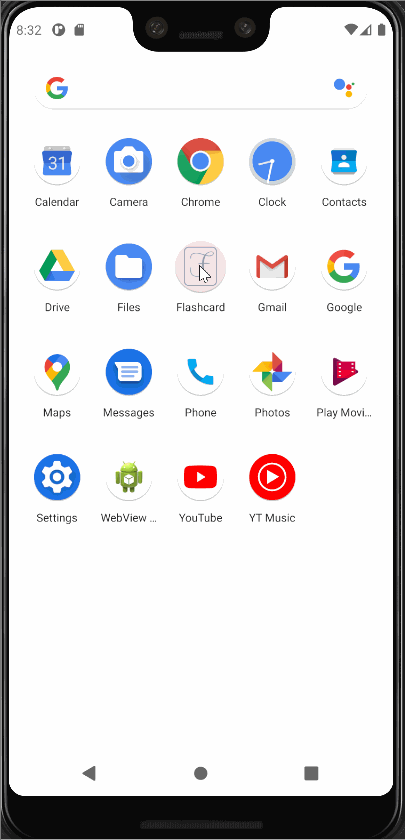 8:32
31
Calendar Camera Chrome Clock Contacts
F
Drive Files Flashcard Gmail Google
Maps Messages Phone Photos Play Movi...
Settings WebView ... YouTube YT Music